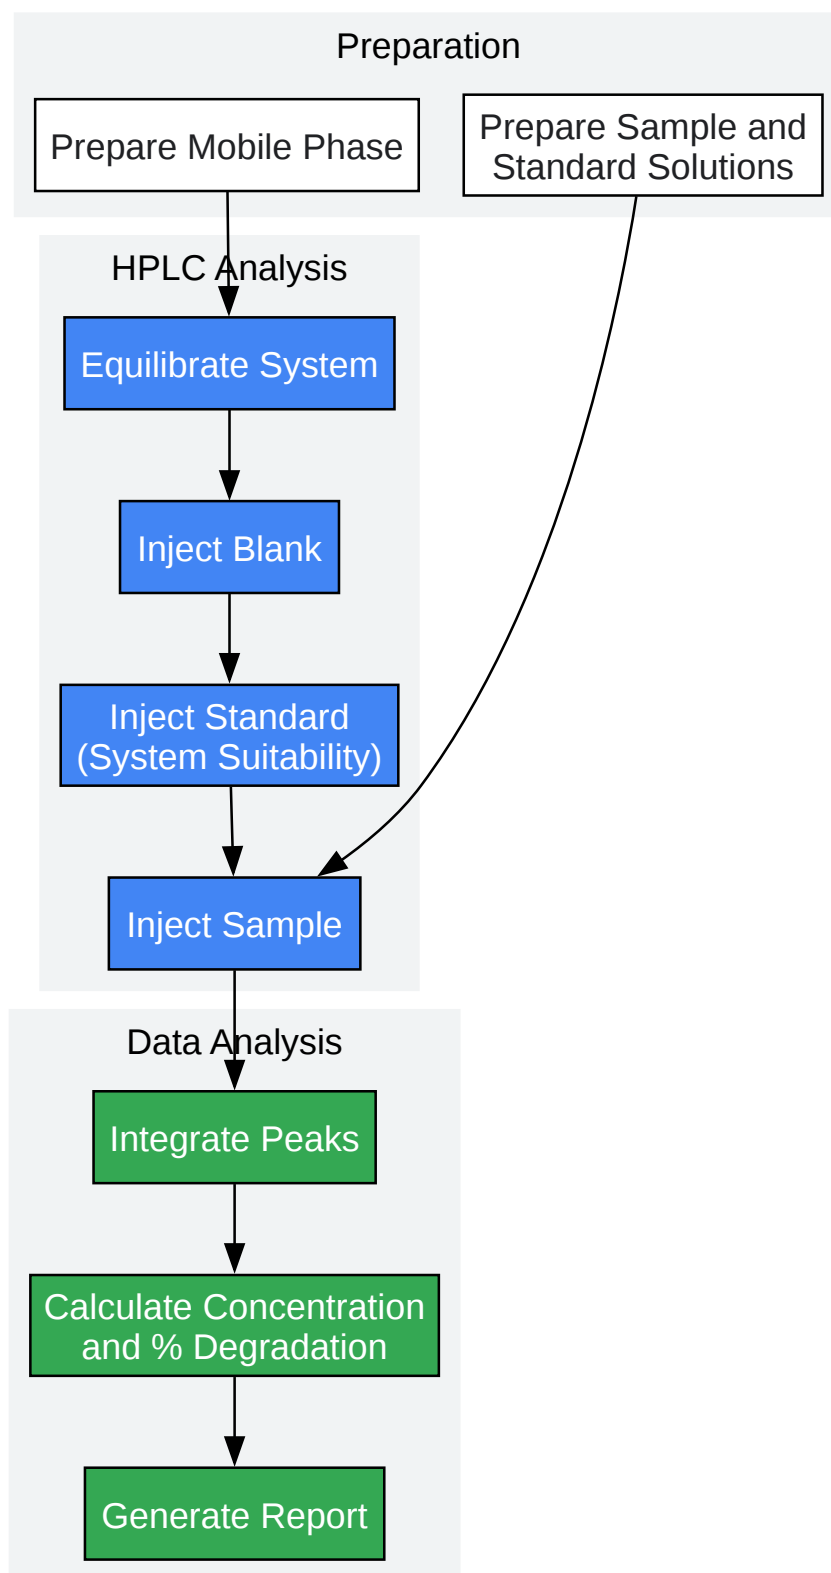 Preparation
Prepare Mobile Phase
Prepare Sample and
Standard Solutions
HPLC Analysis
Equilibrate System
Inject Blank
Inject Standard
(System Suitability)
Inject Sample
Data Analysis
Integrate Peaks
Calculate Concentration
and % Degradation
Generate Report